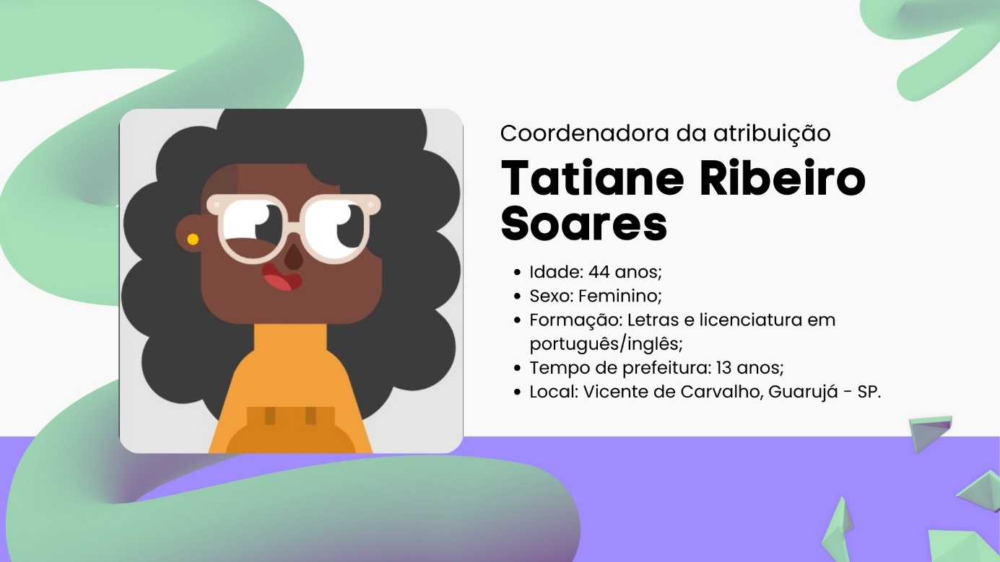 Coordenadora da atribuição
Tatiane Ribeiro
Soares
• Idade: 44 anos;
• Sexo: Feminino;
• Formação: Letras e licenciatura em
português/inglês;
• Tempo de prefeitura: 13 anos;
• Local: Vicente de Carvalho, Guarujá - SP.